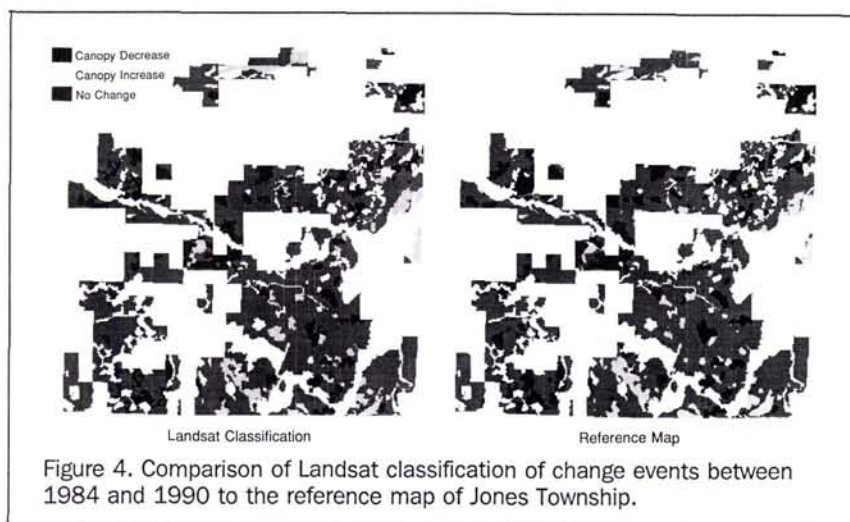 Canopy Decrease
Canopy Increase
No Change
Landsat Classification
Reference Map
Figure 4. Comparison of Landsat classification of change events between
1984 and 1990 to the reference map of Jones Township.